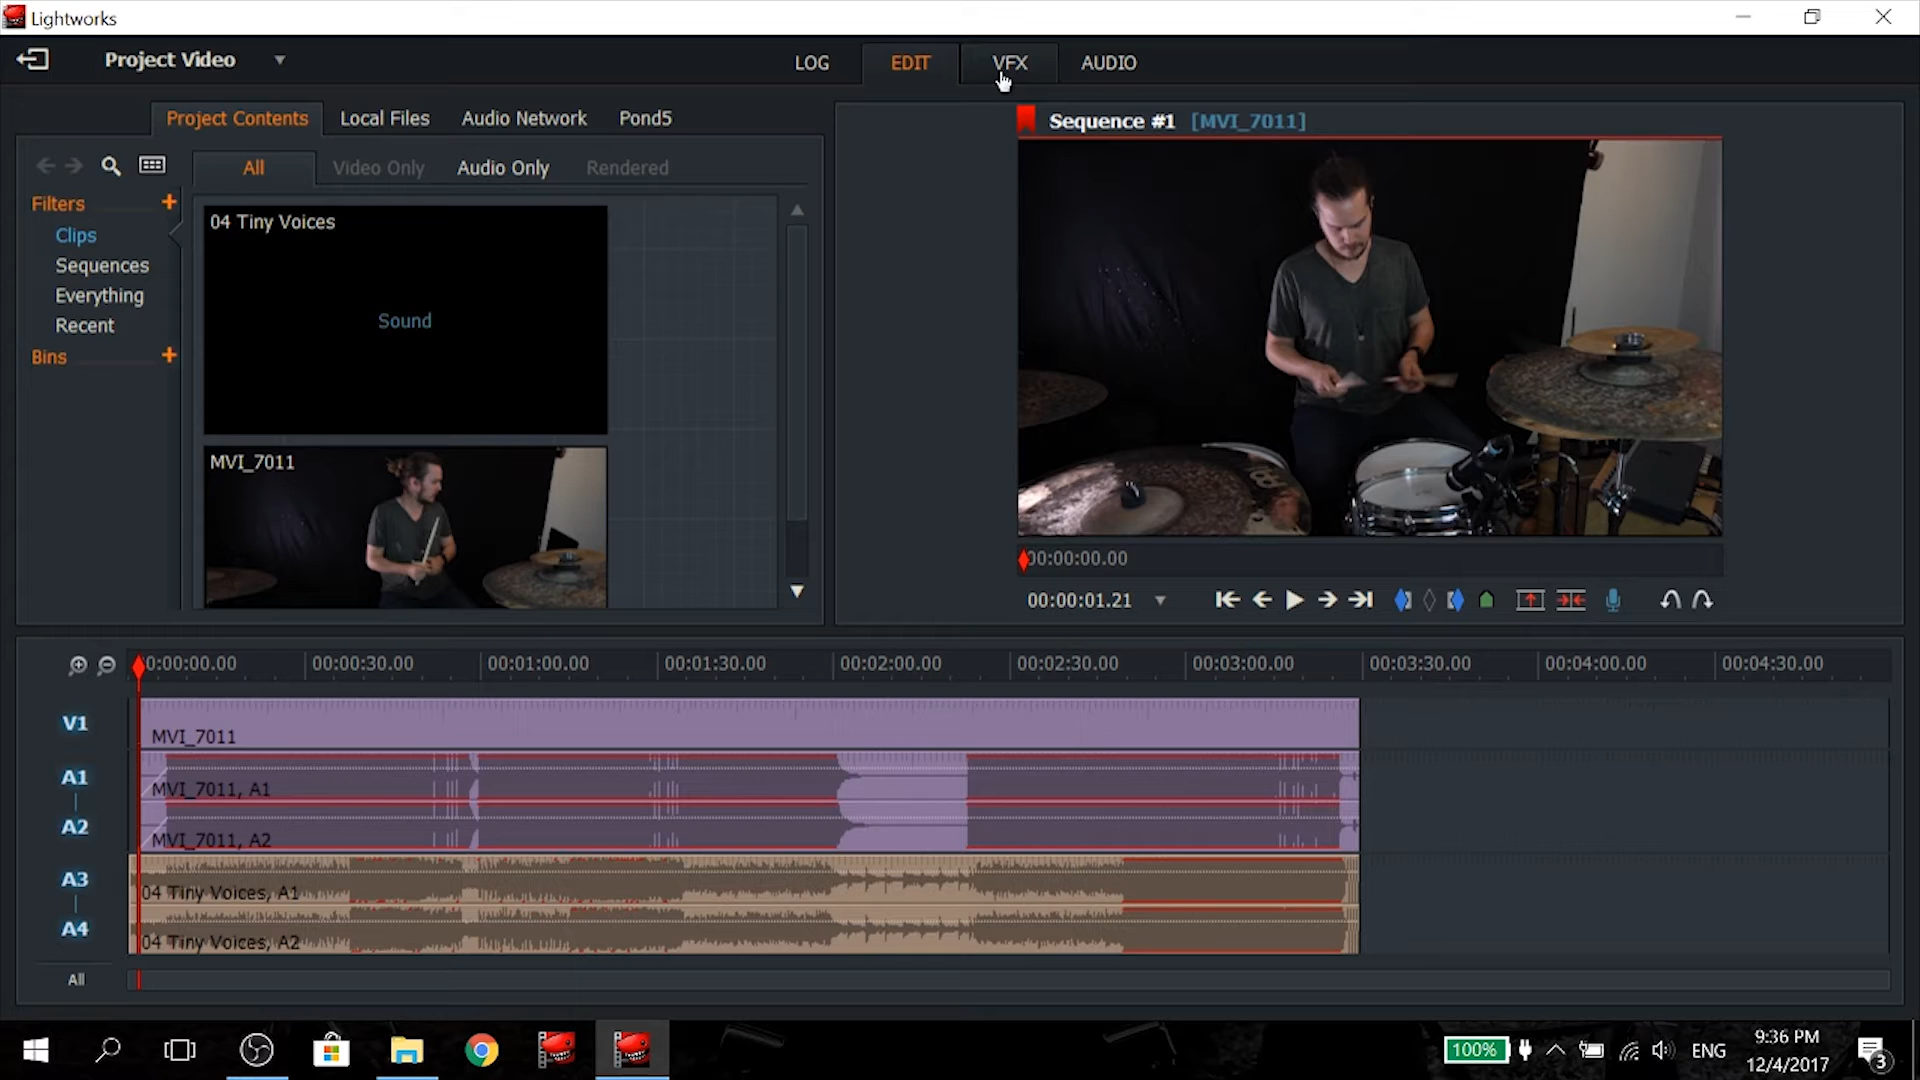 Lightworks
Project Video
LOG
EDIT
VFX
AUDIO
Project Contents
Local Files
Audio Network
Pond5
All
Video Only
Audio Only
Rendered
Filters +
Clips
Sequences
Everything
Recent
Bins +
04 Tiny Voices
Sound
MVI_7011
Sequence #1 [MVI_7011]
00:00:00.00
00:00:01.21
0:00:00.00
00:00:30.00
00:01:00.00
00:01:30.00
00:02:00.00
00:02:30.00
00:03:00.00
00:03:30.00
00:04:00.00
00:04:30.00
V1
MVI_7011
A1
MVI_7011, A1
A2
MVI_7011, A2
A3
04 Tiny Voices, A1
A4
04 Tiny Voices, A2
All
100%
ENG
9:36 PM
12/4/2017
3